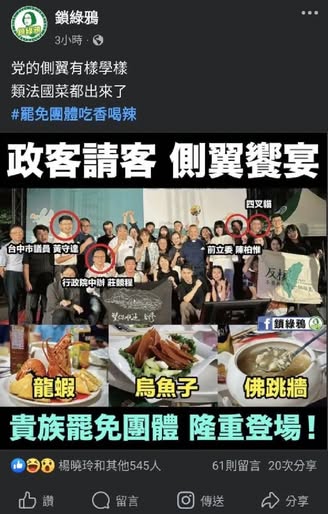 鎖綠鴉
3小時
党的側翼有樣學樣
類法國菜都出來了
#罷免團體吃香喝辣
政客請客 側翼饗宴
四叉貓
台中市議員 黃守達
前立委 陳柏惟
行政院中辦 莊競程
鎖綠鴉
龍蝦
烏魚子
佛跳牆
貴族罷免團體 隆重登場！
楊曉玲和其他545人
61則留言 20次分享
讚
留言
傳送
分享